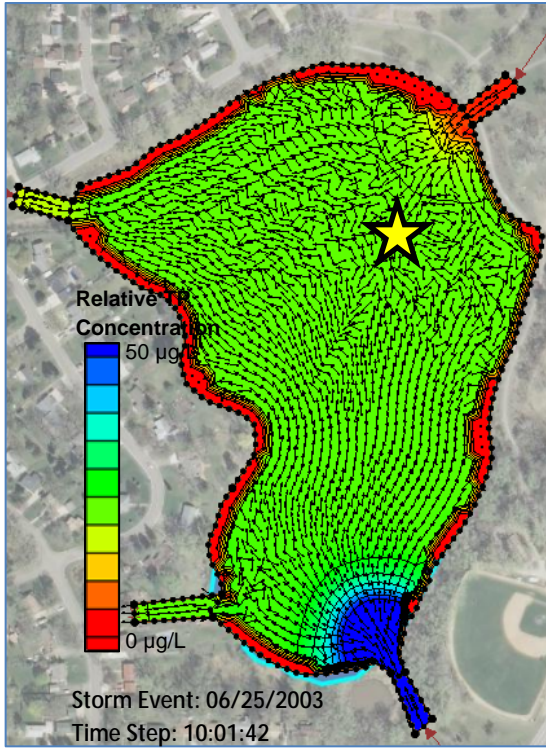 Relative TP
Concentration
50 µg/L
0 µg/L
Storm Event: 06/25/2003
Time Step: 10:01:42